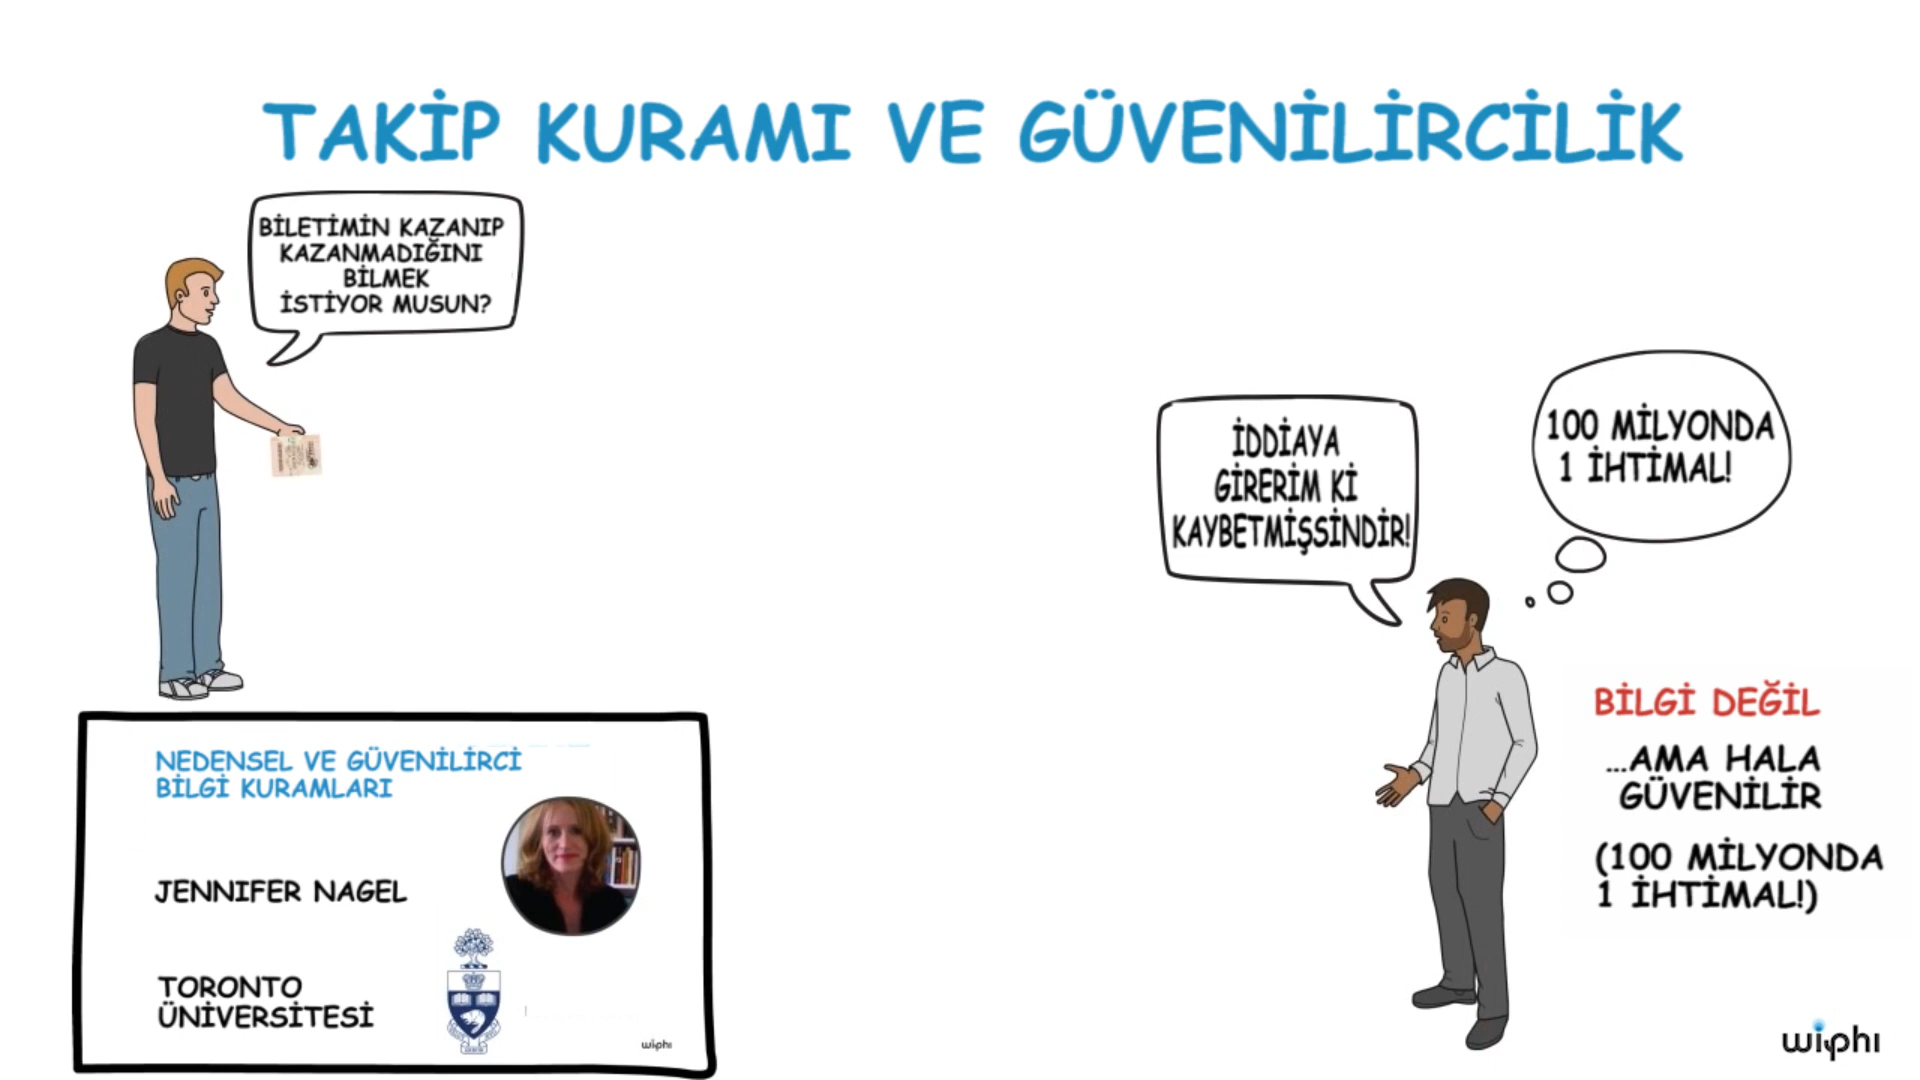 TAKİP KURAMI VE GÜVENİLİRCİLİK
BİLETİMİN KAZANIP
KAZANMADIĞINI
BİLMEK
İSTİYOR MUSUN?
İDDİAYA
GİRERİM Kİ
KAYBETMİŞSİNDİR!
100 MİLYONDA
1 İHTİMAL!
BİLGİ DEĞİL
...AMA HALA
GÜVENİLİR
(100 MİLYONDA
1 İHTİMAL!)
NEDENSEL VE GÜVENİLİRCİ
BİLGİ KURAMLARI
JENNIFER NAGEL
TORONTO
ÜNİVERSİTESİ
wiphi
wiphi